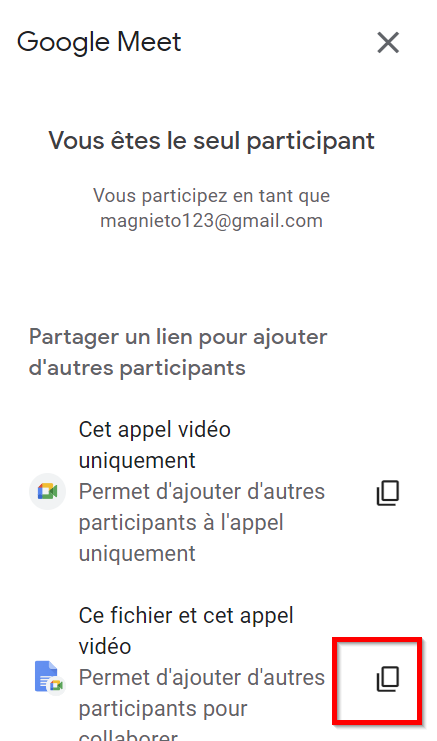 Google Meet
Vous êtes le seul participant
Vous participez en tant que
magnieto123@gmail.com
Partager un lien pour ajouter
d'autres participants
Cet appel vidéo
uniquement
Permet d'ajouter d'autres
participants à l'appel
uniquement
Ce fichier et cet appel
vidéo
Permet d'ajouter d'autres
participants pour
collaborer